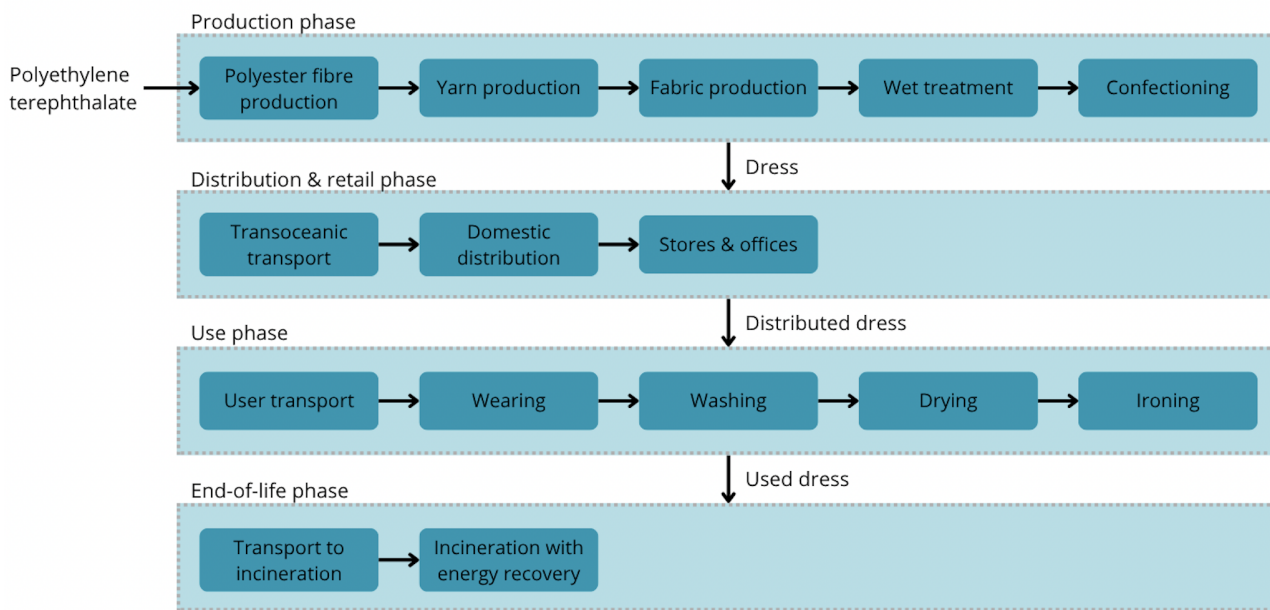 Production phase
Polyethylene
terephthalate
Polyester fibre
production
Yarn production
Fabric production
Wet treatment
Confectioning
Dress
Distribution & retail phase
Transoceanic
transport
Domestic
distribution
Stores & offices
Distributed dress
Use phase
User transport
Wearing
Washing
Drying
Ironing
Used dress
End-of-life phase
Transport to
incineration
Incineration with
energy recovery